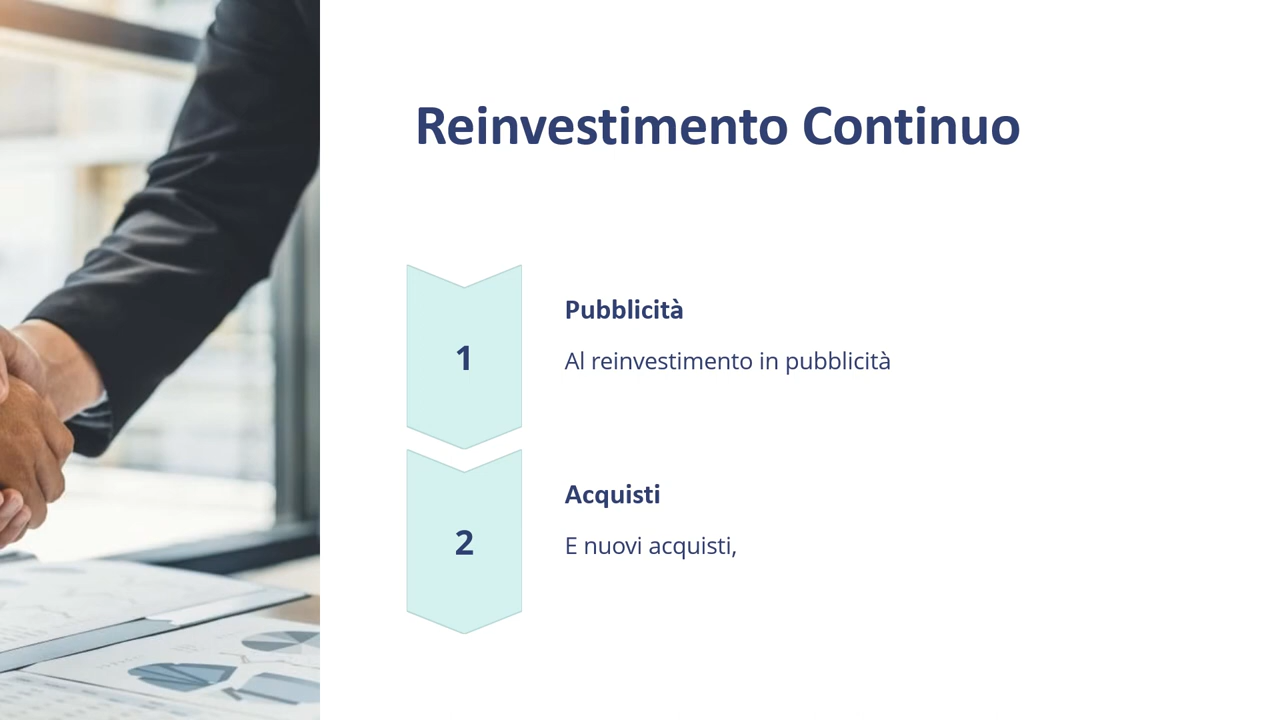 Reinvestimento Continuo
1
Pubblicità
Al reinvestimento in pubblicità
2
Acquisti
E nuovi acquisti,